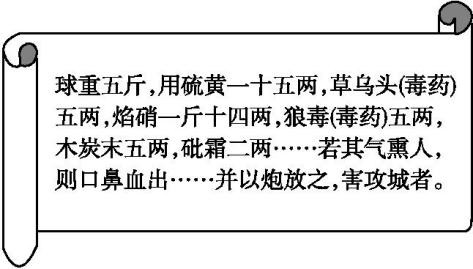 球重五斤,用硫黄一十五两,草乌头(毒药)
五两,焰硝一斤十四两,狼毒(毒药)五两,
木炭末五两,砒霜二两……若其气熏人,
则口鼻血出……并以炮放之,害攻城者。